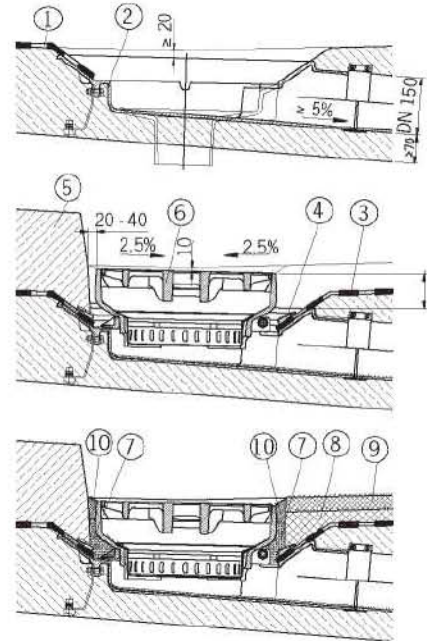 ① ②
≥ 20
≥ 5%
DN 150
≥70
⑤ 20 - 40 ⑥ ④ ③
2.5% 10 2.5%
⑩ ⑦ ⑩ ⑦ ⑧ ⑨